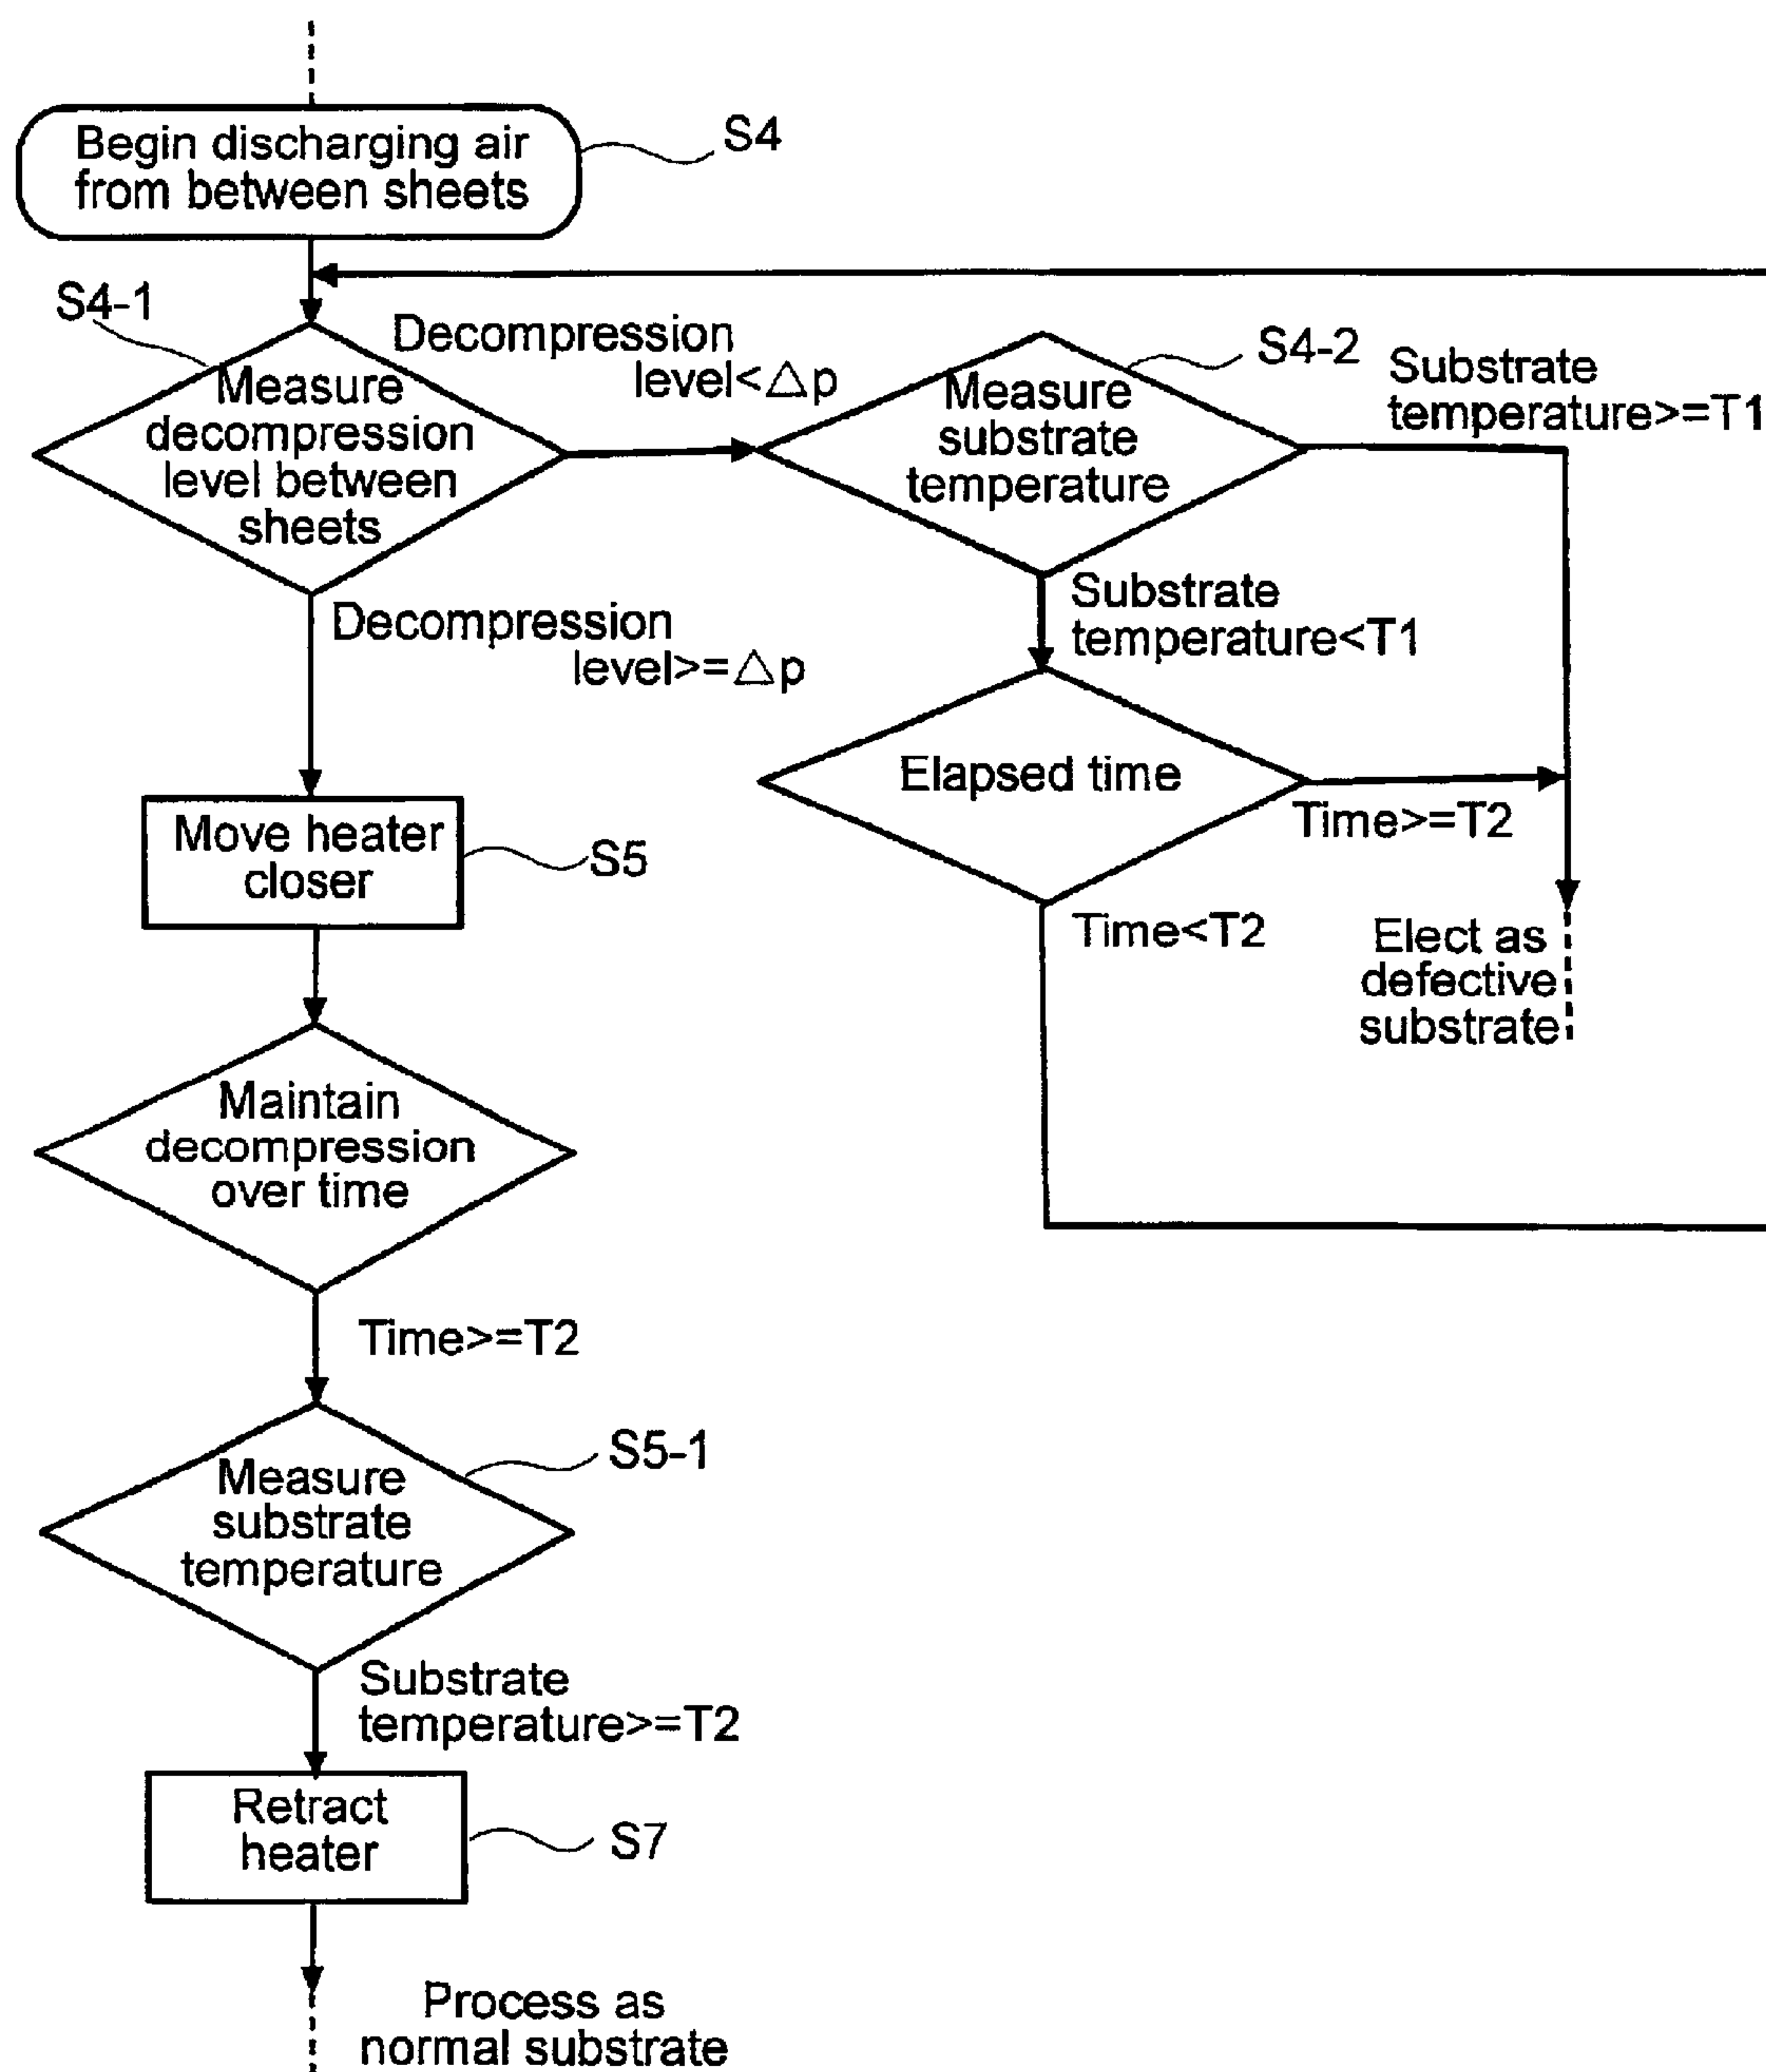 Begin discharging air
from between sheets
S4
S4-1
Decompression
level<△p
Measure
decompression
level between
sheets
S4-2
Measure
substrate
temperature
Substrate
temperature>=T1
Substrate
temperature<T1
Decompression
level>=△p
Elapsed time
Time>=T2
Move heater
closer
S5
Time<T2
Elect as
defective
substrate
Maintain
decompression
over time
Time>=T2
S5-1
Measure
substrate
temperature
Substrate
temperature>=T2
Retract
heater
S7
Process as
normal substrate